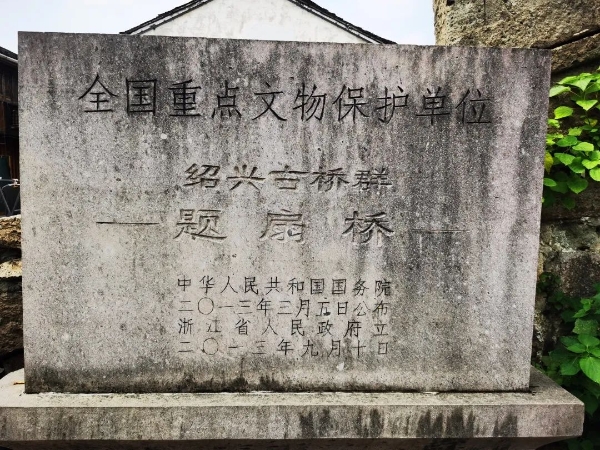 全国重点文物保护单位
绍兴古桥群
——题扇桥——
中华人民共和国国务院
二〇一三年三月五日公布
浙江省人民政府立
二〇一三年九月十日